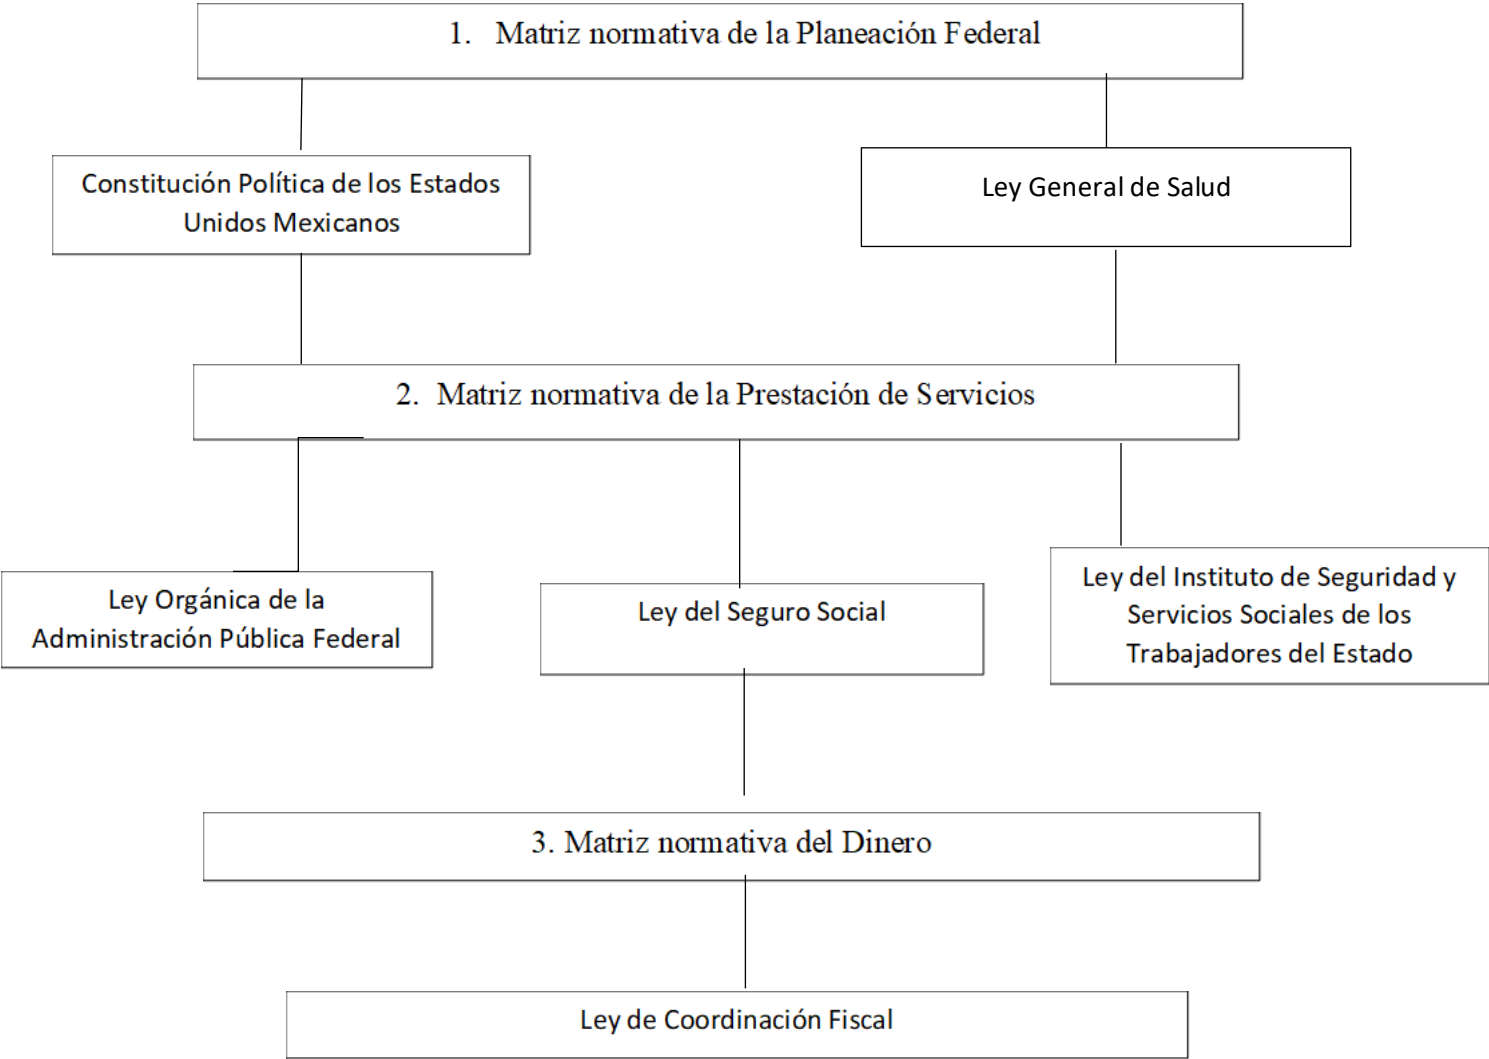 1. Matriz normativa de la Planeación Federal
Constitución Política de los Estados
Unidos Mexicanos
Ley General de Salud
2. Matriz normativa de la Prestación de Servicios
Ley Orgánica de la
Administración Pública Federal
Ley del Seguro Social
Ley del Instituto de Seguridad y
Servicios Sociales de los
Trabajadores del Estado
3. Matriz normativa del Dinero
Ley de Coordinación Fiscal